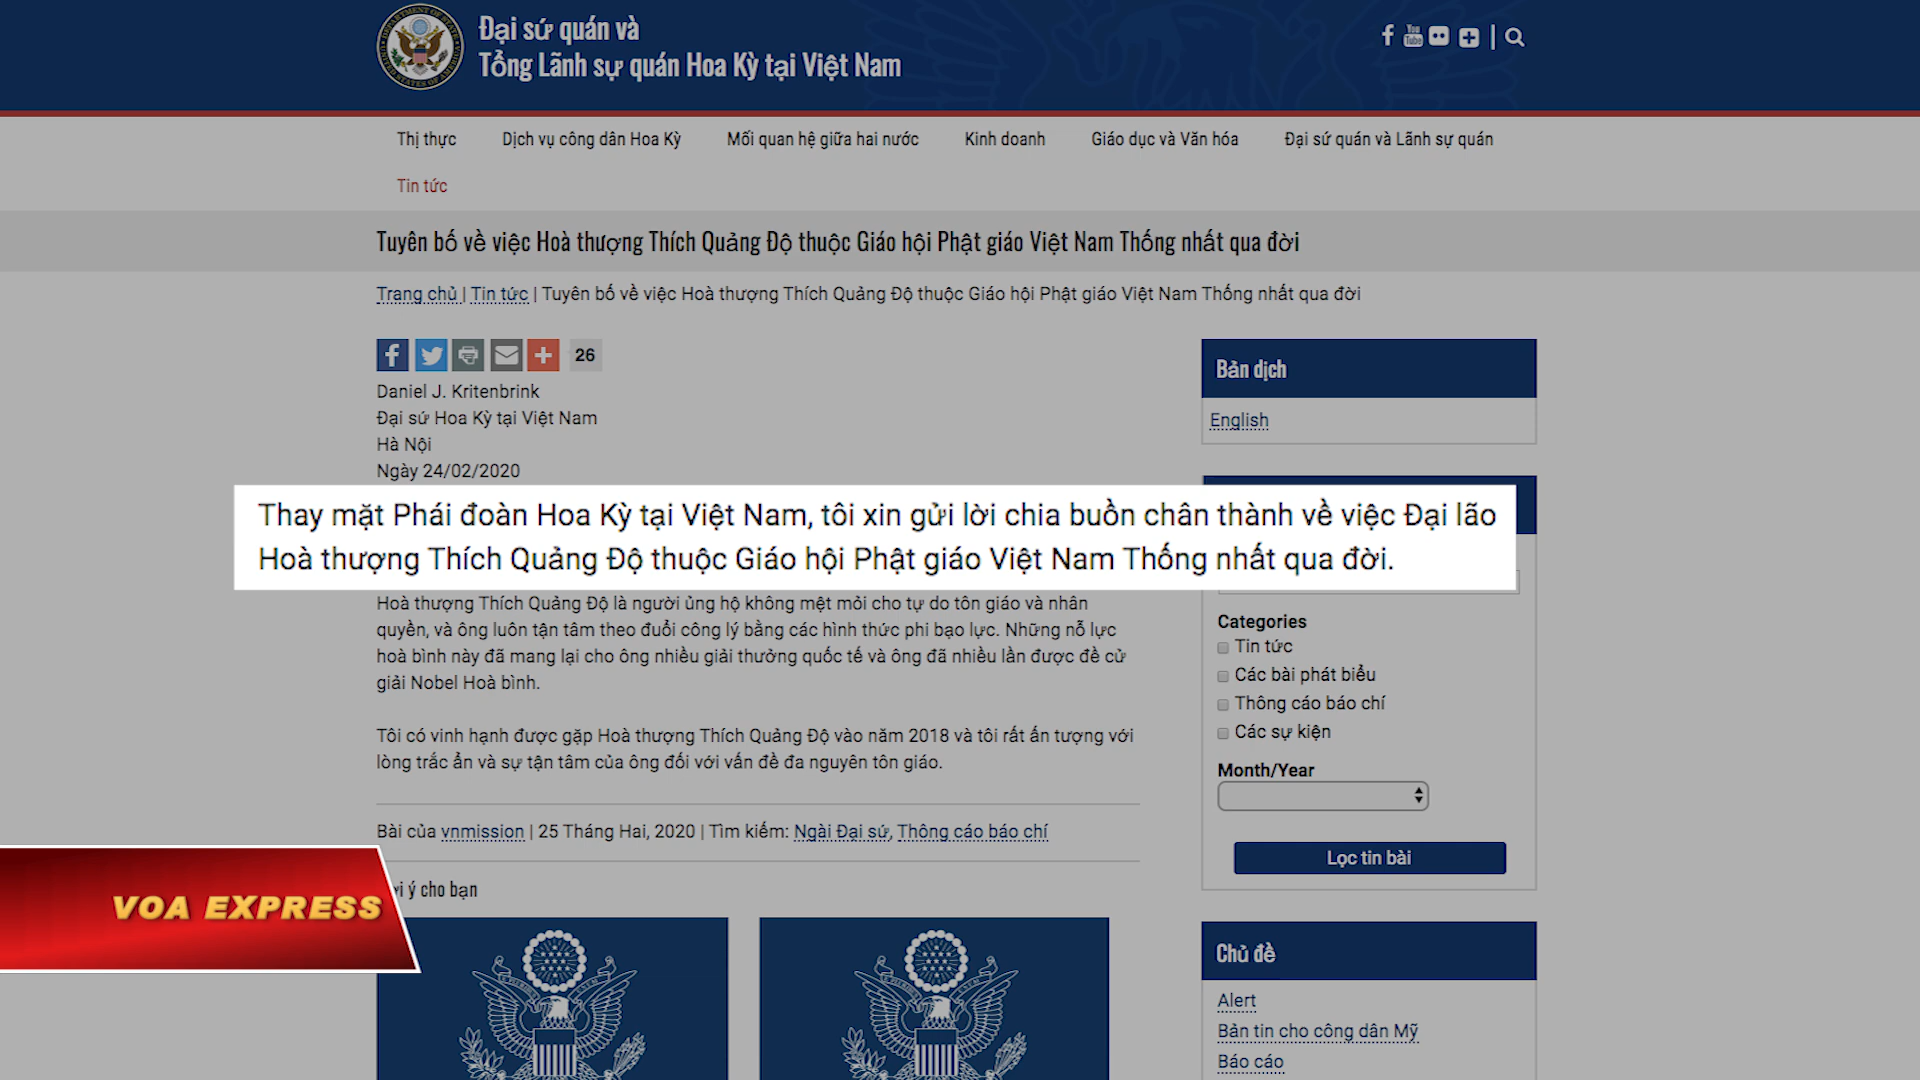 Đại sứ quán và
Tổng Lãnh sự quán Hoa Kỳ tại Việt Nam
Thị thực
Dịch vụ công dân Hoa Kỳ
Mối quan hệ giữa hai nước
Kinh doanh
Giáo dục và Văn hóa
Đại sứ quán và Lãnh sự quán
Tin tức
Tuyên bố về việc Hoà thượng Thích Quảng Độ thuộc Giáo hội Phật giáo Việt Nam Thống nhất qua đời
Trang chủ | Tin tức | Tuyên bố về việc Hoà thượng Thích Quảng Độ thuộc Giáo hội Phật giáo Việt Nam Thống nhất qua đời
26
Daniel J. Kritenbrink
Đại sứ Hoa Kỳ tại Việt Nam
Hà Nội
Ngày 24/02/2020
Thay mặt Phái đoàn Hoa Kỳ tại Việt Nam, tôi xin gửi lời chia buồn chân thành về việc Đại lão
Hoà thượng Thích Quảng Độ thuộc Giáo hội Phật giáo Việt Nam Thống nhất qua đời.
Hoà thượng Thích Quảng Độ là người ủng hộ không mệt mỏi cho tự do tôn giáo và nhân
quyền, và ông luôn tận tâm theo đuổi công lý bằng các hình thức phi bạo lực. Những nỗ lực
hoà bình này đã mang lại cho ông nhiều giải thưởng quốc tế và ông đã nhiều lần được đề cử
giải Nobel Hoà bình.
Tôi có vinh hạnh được gặp Hoà thượng Thích Quảng Độ vào năm 2018 và tôi rất ấn tượng với
lòng trắc ẩn và sự tận tâm của ông đối với vấn đề đa nguyên tôn giáo.
Bài của vnmission | 25 Tháng Hai, 2020 | Tìm kiếm: Ngài Đại sứ, Thông cáo báo chí
ý cho bạn
VOA EXPRESS
Bản dịch
English
Categories
Tin tức
Các bài phát biểu
Thông cáo báo chí
Các sự kiện
Month/Year
Lọc tin bài
Chủ đề
Alert
Bản tin cho công dân Mỹ
Báo cáo